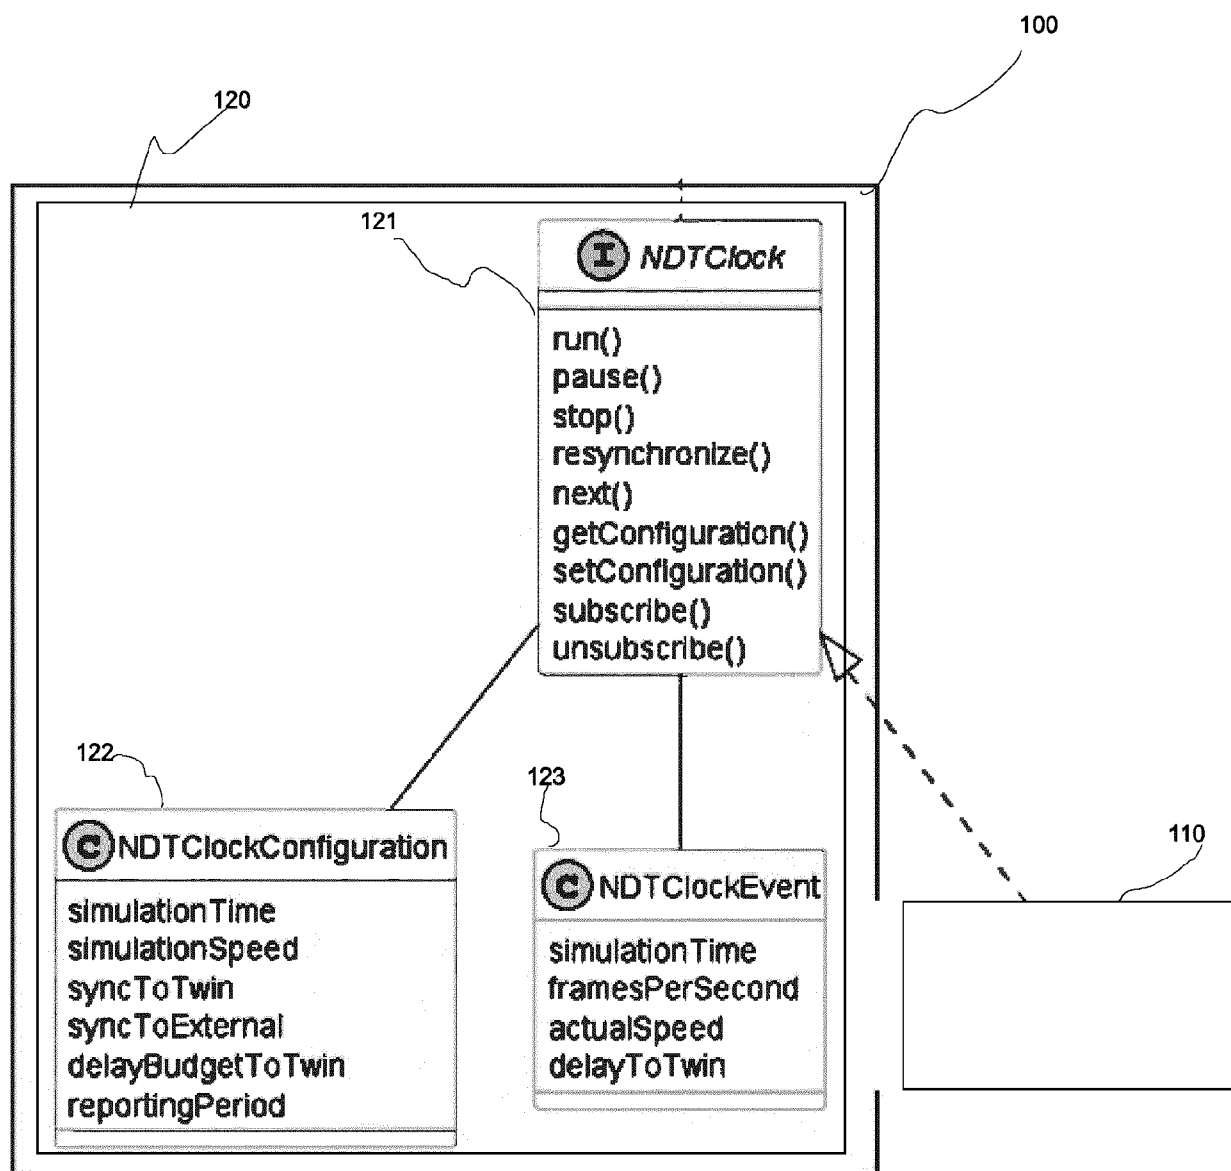 100
120
121
I NDTClock
run()
pause()
stop()
resynchronize()
next()
getConfiguration()
setConfiguration()
subscribe()
unsubscribe()
122
C NDTClockConfiguration
simulationTime
simulationSpeed
syncToTwin
syncToExternal
delayBudgetToTwin
reportingPeriod
123
C NDTClockEvent
simulationTime
framesPerSecond
actualSpeed
delayToTwin
110